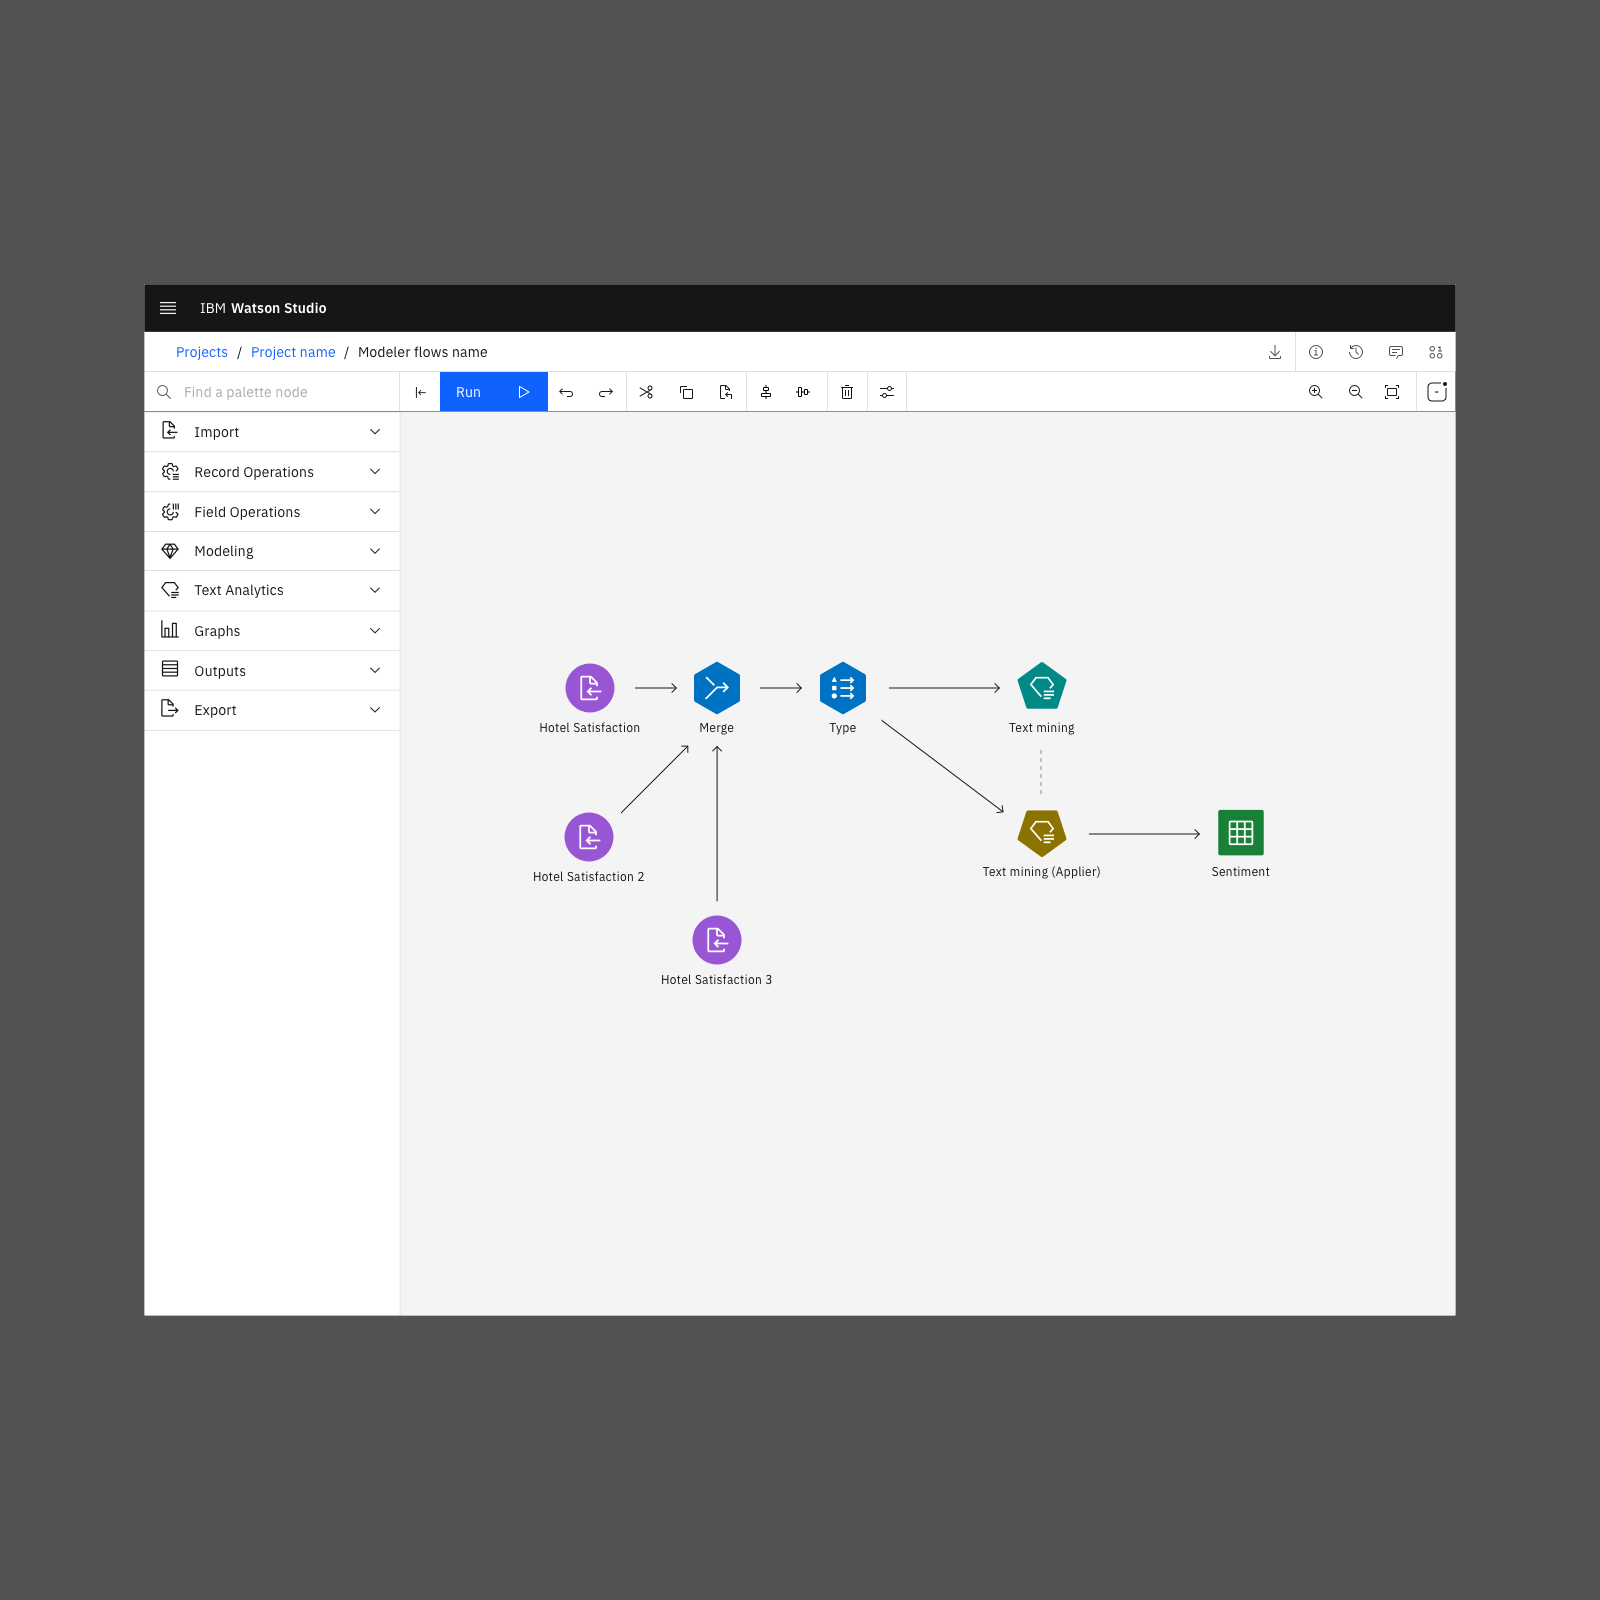 IBM Watson Studio
Projects / Project name / Modeler flows name
Find a palette node
Run
Import
Record Operations
Field Operations
Modeling
Text Analytics
Graphs
Outputs
Export
Hotel Satisfaction
Merge
Type
Text mining
Hotel Satisfaction 2
Text mining (Applier)
Sentiment
Hotel Satisfaction 3